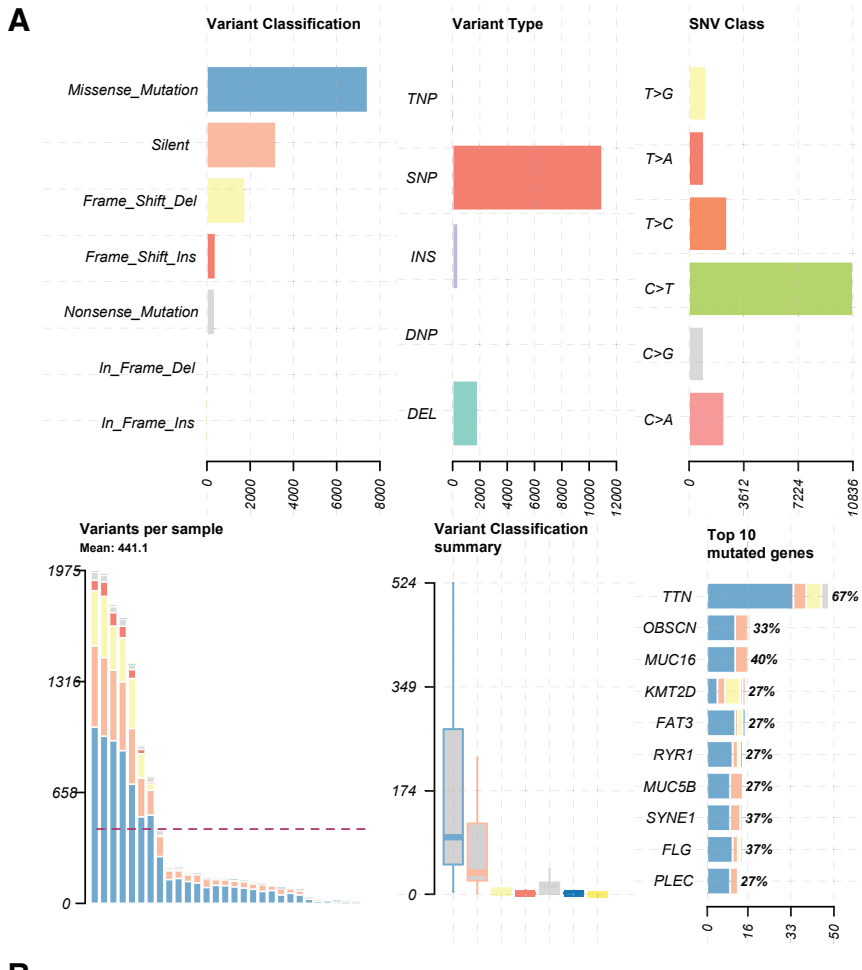 A
Variant Classification
Missense_Mutation
Silent
Frame_Shift_Del
Frame_Shift_Ins
Nonsense_Mutation
In_Frame_Del
In_Frame_Ins
0
2000
4000
6000
8000
Variant Type
TNP
SNP
INS
DNP
DEL
0
2000
4000
6000
8000
10000
12000
SNV Class
T>G
T>A
T>C
C>T
C>G
C>A
0
3612
7224
10836
Variants per sample
Mean: 441.1
1975
1316
658
0
Variant Classification
summary
524
349
174
0
Top 10
mutated genes
TTN 67%
OBSCN 33%
MUC16 40%
KMT2D 27%
FAT3 27%
RYR1 27%
MUC5B 27%
SYNE1 37%
FLG 37%
PLEC 27%
0
16
33
50